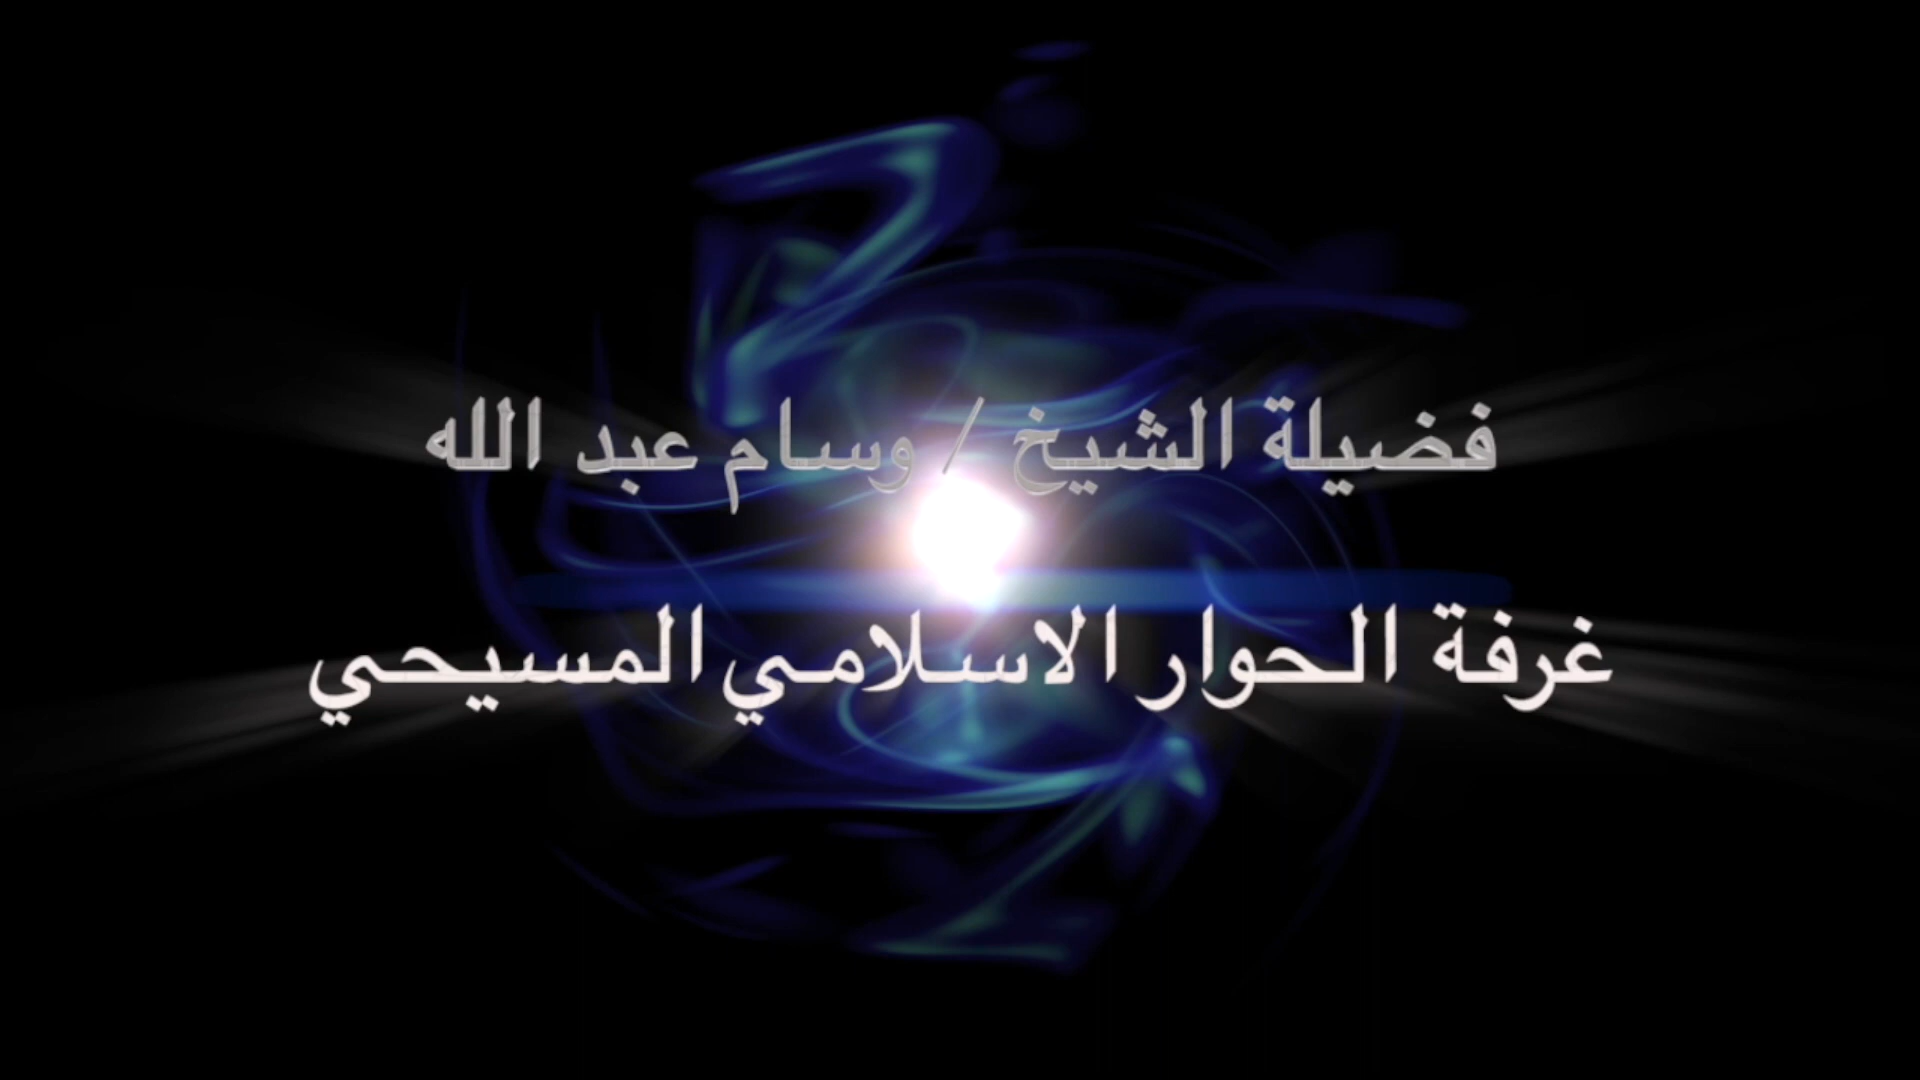 فضيلة الشيخ / وسام عبد الله
غرفة الحوار الاسلامي المسيحي